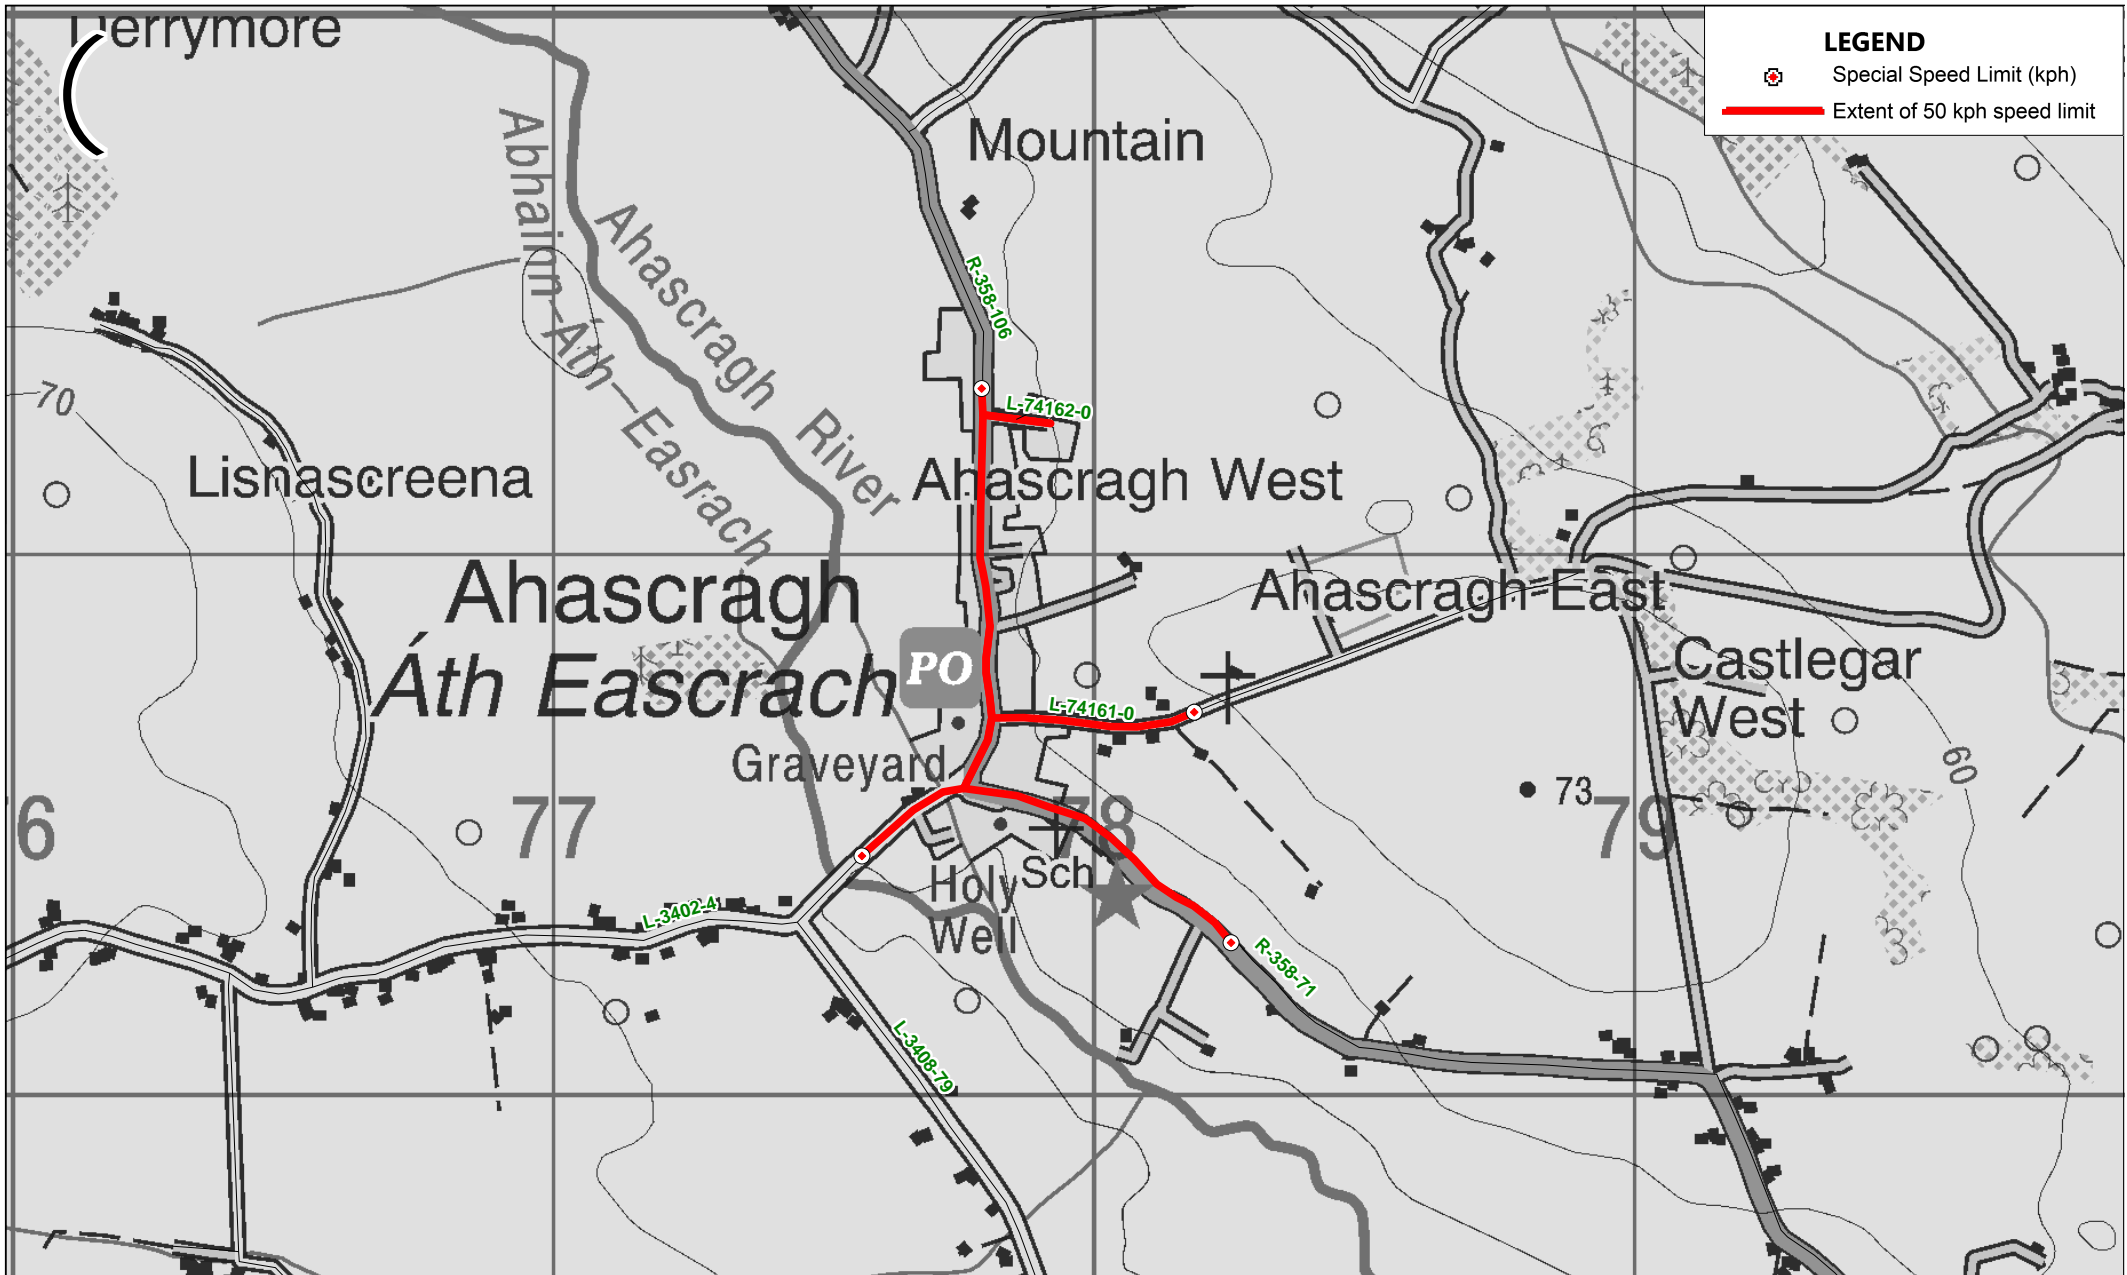 Derrymore
LEGEND
Special Speed Limit (kph)
Extent of 50 kph speed limit
Mountain
Abhainn Áth Easrach
Ahascragh River
R-358-106
70
L-74162-0
Lisnascreena
Ahascragh West
Ahascragh
Áth Eascrach
PO
Ahascragh East
Castlegar
West
L-74161-0
Graveyard
60
73
6
77
78
79
Holy
Well
Sch
L-3402-4
R-358-71
L-3408-79